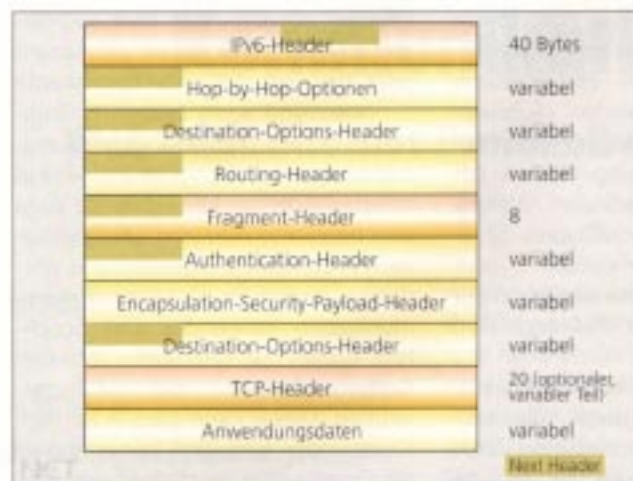 IPv6-Header 40 Bytes
Hop-by-Hop-Optionen variabel
Destination-Options-Header variabel
Routing-Header variabel
Fragment-Header 8
Authentication-Header variabel
Encapsulation-Security-Payload-Header variabel
Destination-Options-Header variabel
TCP-Header 20 (optionaler,
variabler Teil)
Anwendungsdaten variabel
Next Header
NET